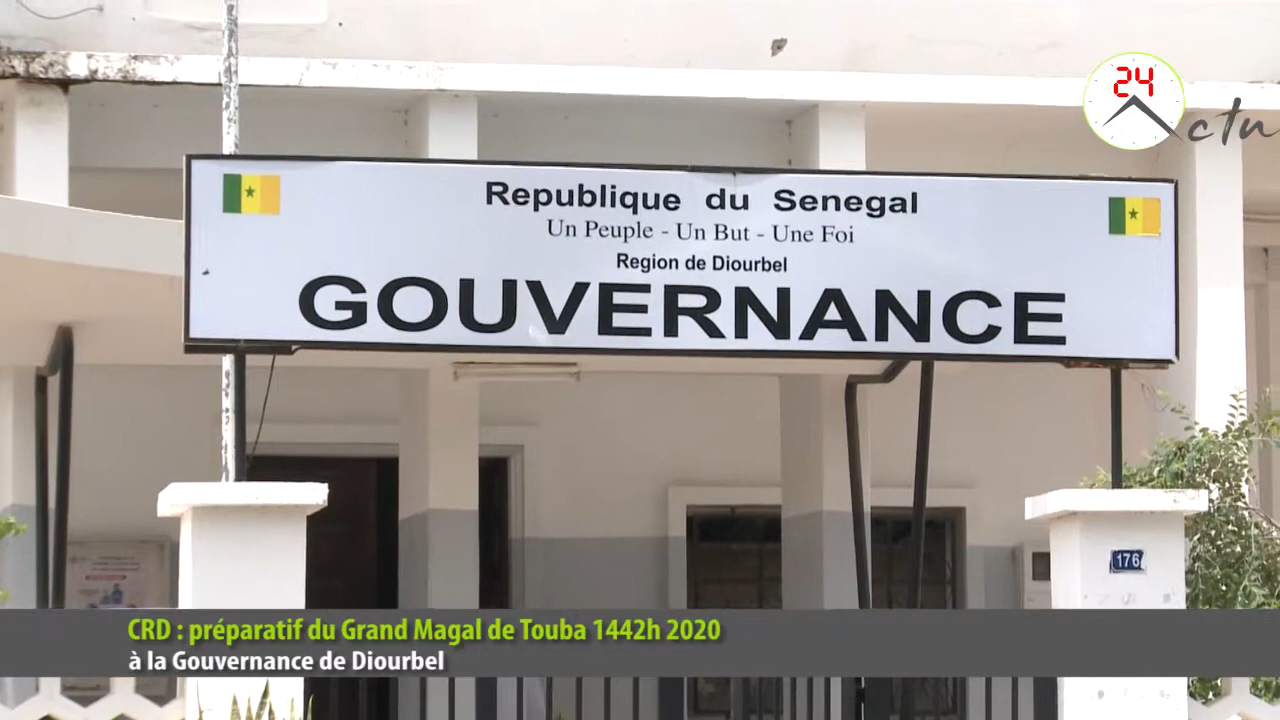 24
Actu
Republique du Senegal
Un Peuple - Un But - Une Foi
Region de Diourbel
GOUVERNANCE
176
CRD : préparatif du Grand Magal de Touba 1442h 2020
à la Gouvernance de Diourbel